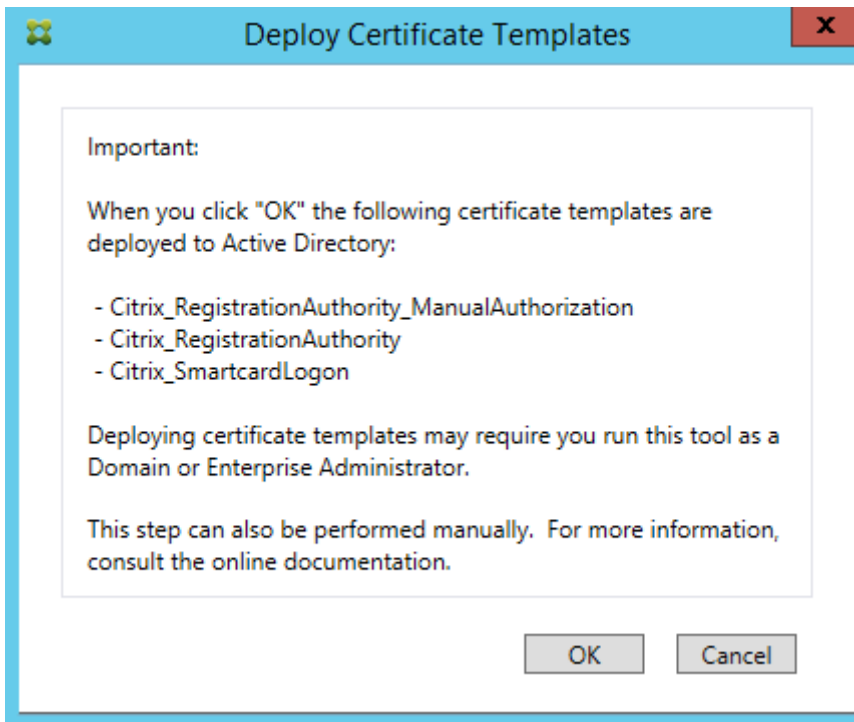 Deploy Certificate Templates
x
Important:
When you click "OK" the following certificate templates are
deployed to Active Directory:
- Citrix_RegistrationAuthority_ManualAuthorization
- Citrix_RegistrationAuthority
- Citrix_SmartcardLogon
Deploying certificate templates may require you run this tool as a
Domain or Enterprise Administrator.
This step can also be performed manually.  For more information,
consult the online documentation.
OK
Cancel